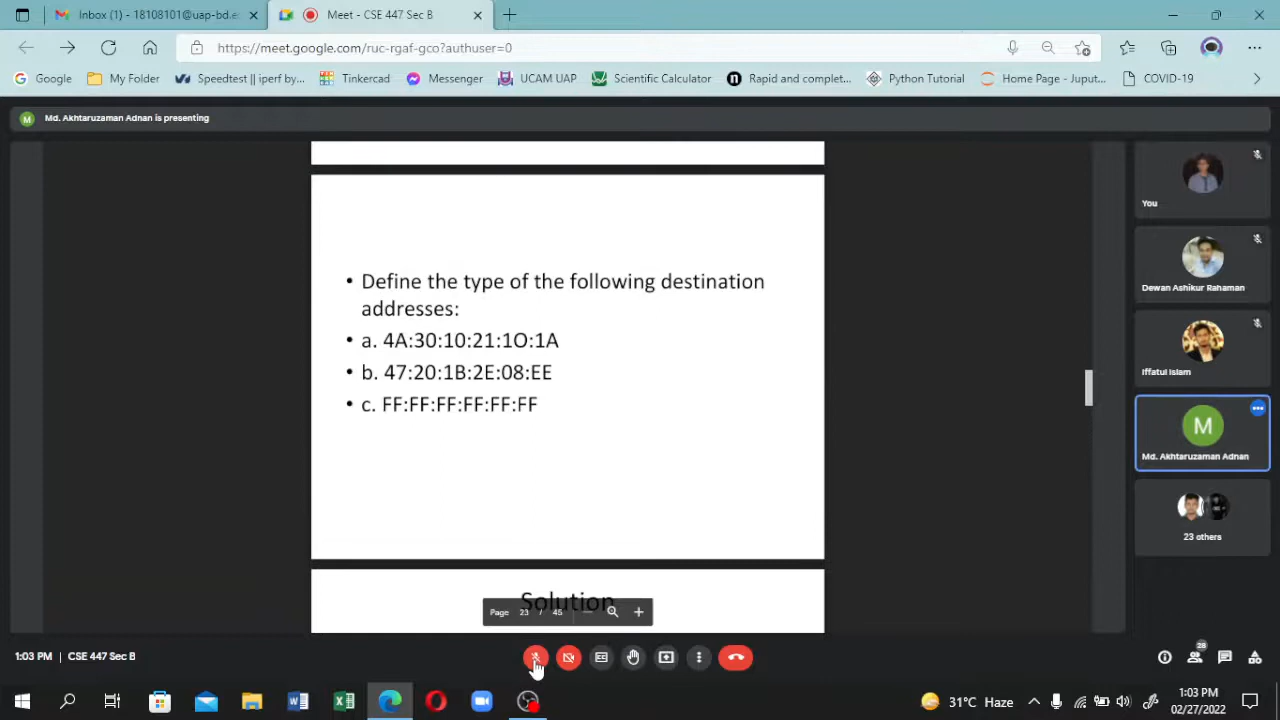 Inbox (1) - 18108101@uap-bd.e
Meet - CSE 447 Sec B
https://meet.google.com/ruc-rgaf-gco?authuser=0
Google
My Folder
Speedtest || iperf by...
Tinkercad
Messenger
UCAM UAP
Scientific Calculator
Rapid and complet...
Python Tutorial
Home Page - Juput...
COVID-19
M
Md. Akhtaruzaman Adnan is presenting
• Define the type of the following destination
addresses:
• a. 4A:30:10:21:1O:1A
• b. 47:20:1B:2E:08:EE
• c. FF:FF:FF:FF:FF:FF
Solution
Page 23 / 45
You
Dewan Ashikur Rahaman
Iffatul Islam
M
Md. Akhtaruzaman Adnan
23 others
1:03 PM | CSE 447 Sec B
28
31°C Haze
1:03 PM
02/27/2022